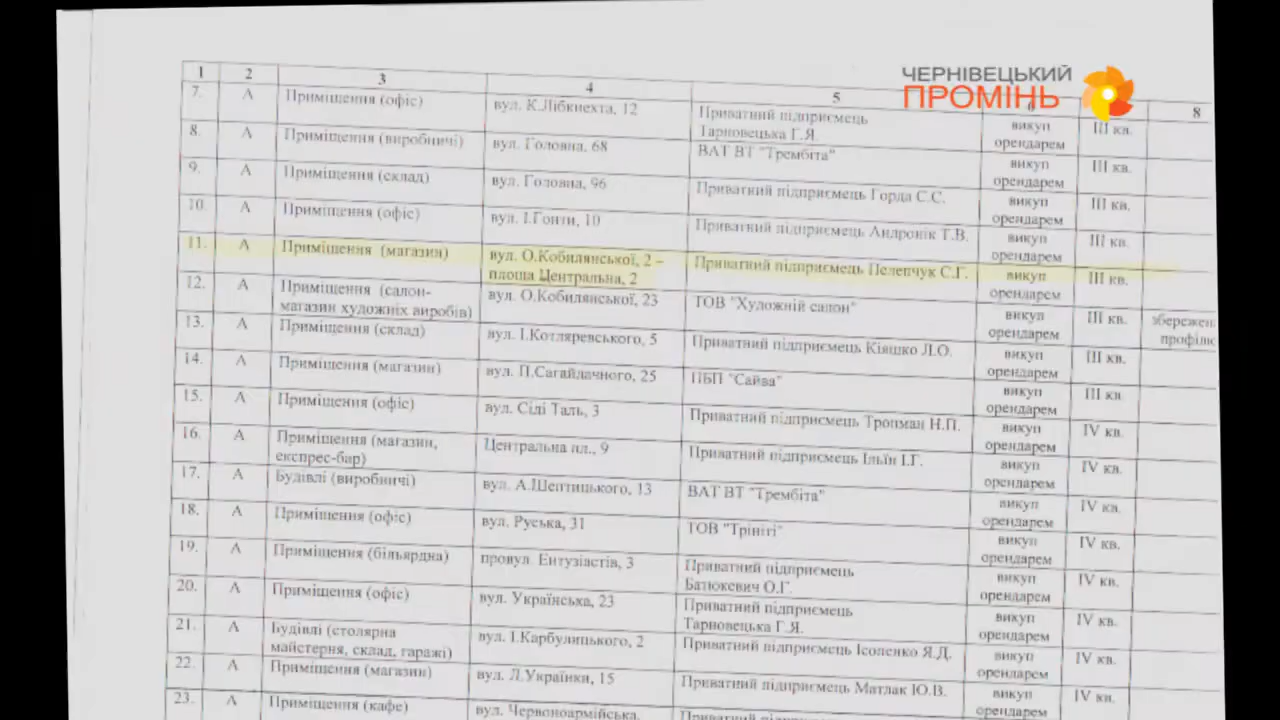 ЧЕРНІВЕЦЬКИЙ
ПРОМІНЬ
1 2 3 4 5 8
7. А Приміщення (офіс) вул. К.Лібкнехта, 12 Приватний підприємець Тарновецька Г.Я. викуп орендарем ІІІ кв.
8. А Приміщення (виробничі) вул. Головна, 68 ВАТ ВТ "Трембіта" викуп орендарем ІІІ кв.
9. А Приміщення (склад) вул. Головна, 96 Приватний підприємець Горда С.С. викуп орендарем ІІІ кв.
10. А Приміщення (офіс) вул. І.Гонти, 10 Приватний підприємець Андронік Т.В. викуп орендарем ІІІ кв.
11. А Приміщення (магазин) вул. О.Кобилянської, 2 – площа Центральна, 2 Приватний підприємець Пелепчук С.Г. викуп орендарем ІІІ кв.
12. А Приміщення (салон-магазин художніх виробів) вул. О.Кобилянської, 23 ТОВ "Художній салон" викуп орендарем ІІІ кв. збережен профілю
13. А Приміщення (склад) вул. І.Котляревського, 5 Приватний підприємець Кіяшко Л.О. викуп орендарем ІІІ кв.
14. А Приміщення (магазин) вул. П.Сагайдачного, 25 ПБП "Сайва" викуп орендарем ІІІ кв.
15. А Приміщення (офіс) вул. Сіді Таль, 3 Приватний підприємець Тропман Н.П. викуп орендарем IV кв.
16. А Приміщення (магазин, експрес-бар) Центральна пл., 9 Приватний підприємець Ільїн І.Г. викуп орендарем IV кв.
17. А Будівлі (виробничі) вул. А.Шептицького, 13 ВАТ ВТ "Трембіта" викуп орендарем IV кв.
18. А Приміщення (офіс) вул. Руська, 31 ТОВ "Трініті" викуп орендарем IV кв.
19. А Приміщення (більярдна) провул. Ентузіастів, 3 Приватний підприємець Батюкевич О.Г. викуп орендарем IV кв.
20. А Приміщення (офіс) вул. Українська, 23 Приватний підприємець Тарновецька Г.Я. викуп орендарем IV кв.
21. А Будівлі (столярна майстерня, склад, гаражі) вул. І.Карбулицького, 2 Приватний підприємець Ісопенко Я.Д. викуп орендарем IV кв.
22. А Приміщення (магазин) вул. Л.Українки, 15 Приватний підприємець Матлак Ю.В. викуп орендарем IV кв.
23. А Приміщення (кафе) вул. Червоноармійська, викуп